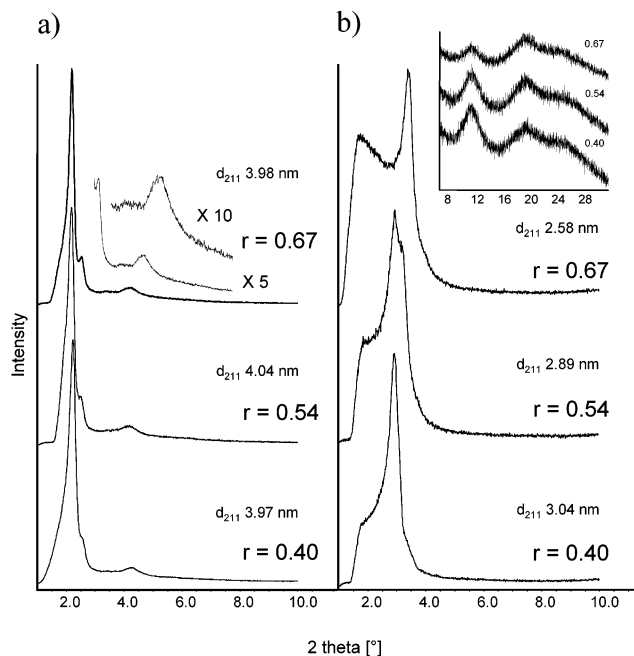 a)
d211 3.98 nm
X 10
r = 0.67
X 5
d211 4.04 nm
r = 0.54
d211 3.97 nm
r = 0.40
Intensity
2.0 4.0 6.0 8.0 10.0
b)
0.67
0.54
0.40
8 12 16 20 24 28
d211 2.58 nm
r = 0.67
d211 2.89 nm
r = 0.54
d211 3.04 nm
r = 0.40
2.0 4.0 6.0 8.0 10.0
2 theta [°]